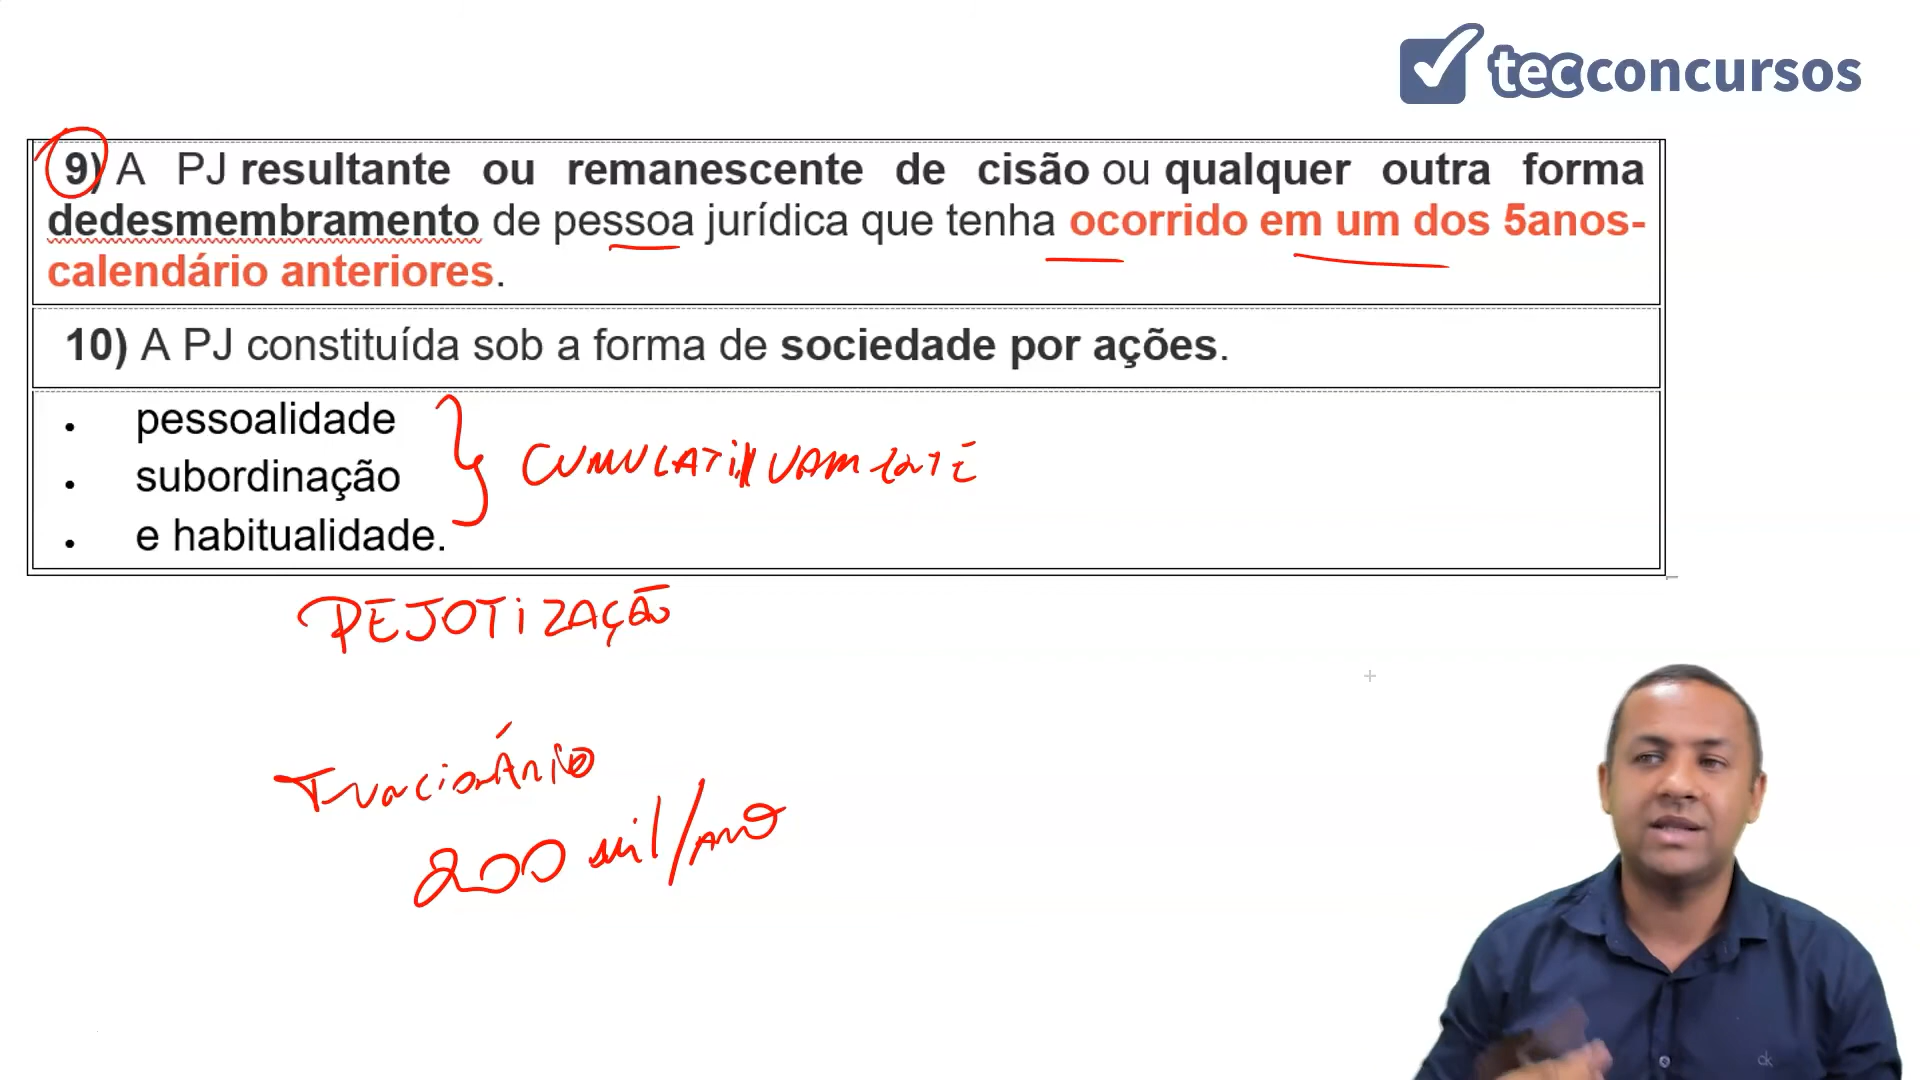 tecconcursos
9) A PJ resultante ou remanescente de cisão ou qualquer outra forma
dedesmembramento de pessoa jurídica que tenha ocorrido em um dos 5anos-
calendário anteriores.
10) A PJ constituída sob a forma de sociedade por ações.
• pessoalidade
• subordinação
• e habitualidade.
CUMULATIVAMENTE
PEJOTIZAÇÃO
Funcionário
200 mil/ano
ck